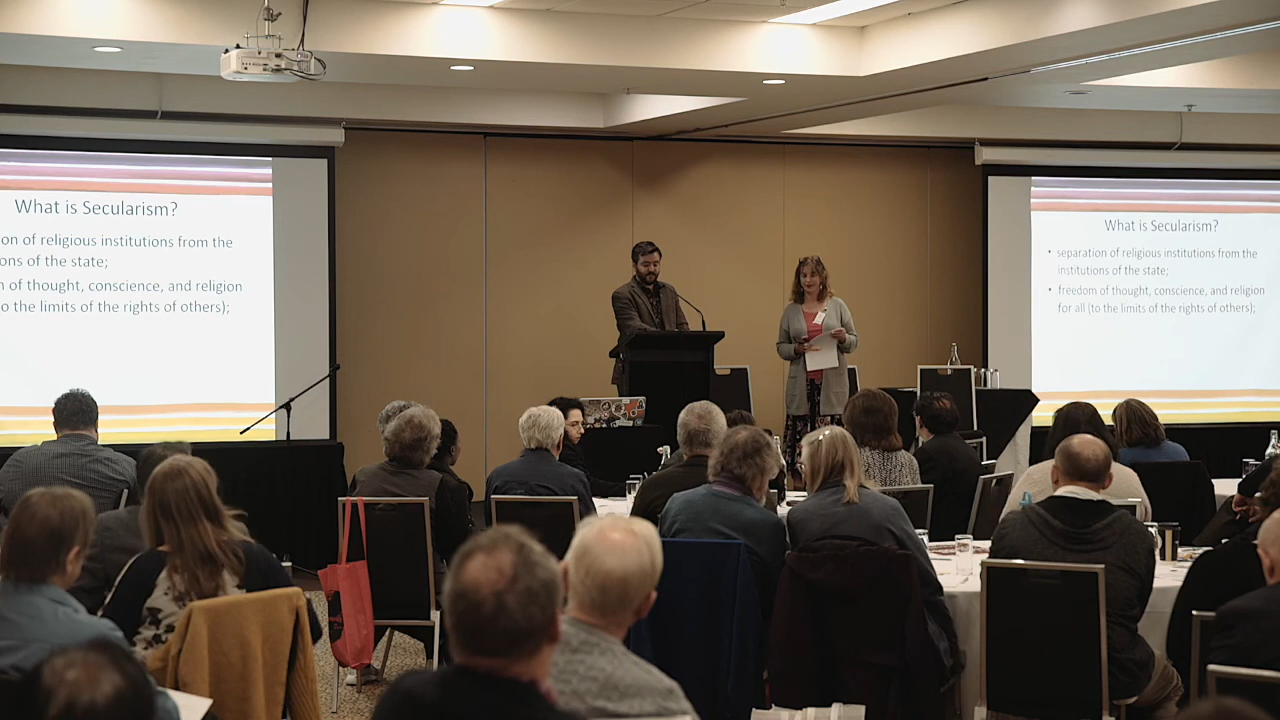 What is Secularism?
on of religious institutions from the
ons of the state;
n of thought, conscience, and religion
to the limits of the rights of others);
What is Secularism?
• separation of religious institutions from the
institutions of the state;
• freedom of thought, conscience, and religion
for all (to the limits of the rights of others);